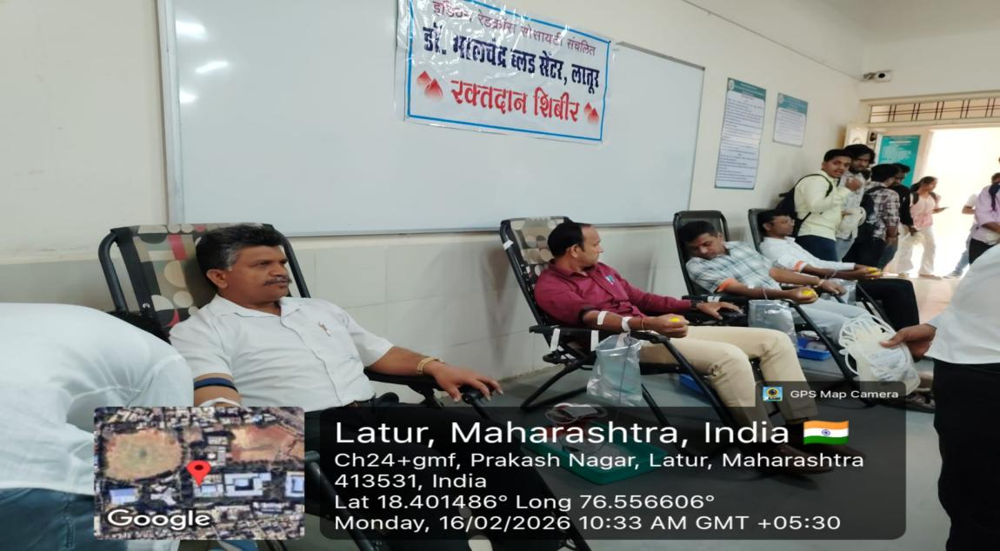 इंडियन रेडक्रॉस सोसायटी संचलित
डॉ. भालचंद्र ब्लड सेंटर, लातूर
रक्तदान शिबीर
GPS Map Camera
Latur, Maharashtra, India
Ch24+gmf, Prakash Nagar, Latur, Maharashtra
413531, India
Lat 18.401486° Long 76.556606°
Monday, 16/02/2026 10:33 AM GMT +05:30
Google